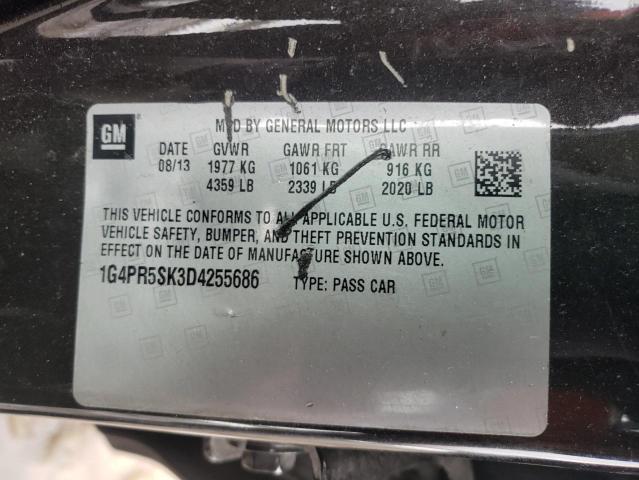 GM
MFD BY GENERAL MOTORS LLC
DATE GVWR GAWR FRT GAWR RR
08/13 1977 KG 1061 KG 916 KG
4359 LB 2339 LB 2020 LB
THIS VEHICLE CONFORMS TO ALL APPLICABLE U.S. FEDERAL MOTOR
VEHICLE SAFETY, BUMPER, AND THEFT PREVENTION STANDARDS IN
EFFECT ON THE DATE OF MANUFACTURE SHOWN ABOVE.
1G4PR5SK3D4255686 TYPE: PASS CAR